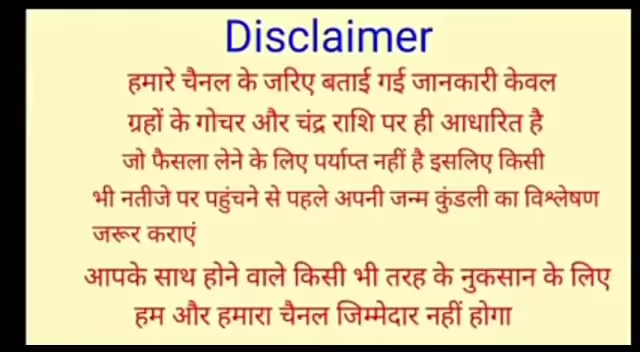 Disclaimer
हमारे चैनल के जरिए बताई गई जानकारी केवल
ग्रहों के गोचर और चंद्र राशि पर ही आधारित है
जो फैसला लेने के लिए पर्याप्त नहीं है इसलिए किसी
भी नतीजे पर पहुंचने से पहले अपनी जन्म कुंडली का विश्लेषण
जरूर कराएं
आपके साथ होने वाले किसी भी तरह के नुकसान के लिए
हम और हमारा चैनल जिम्मेदार नहीं होगा